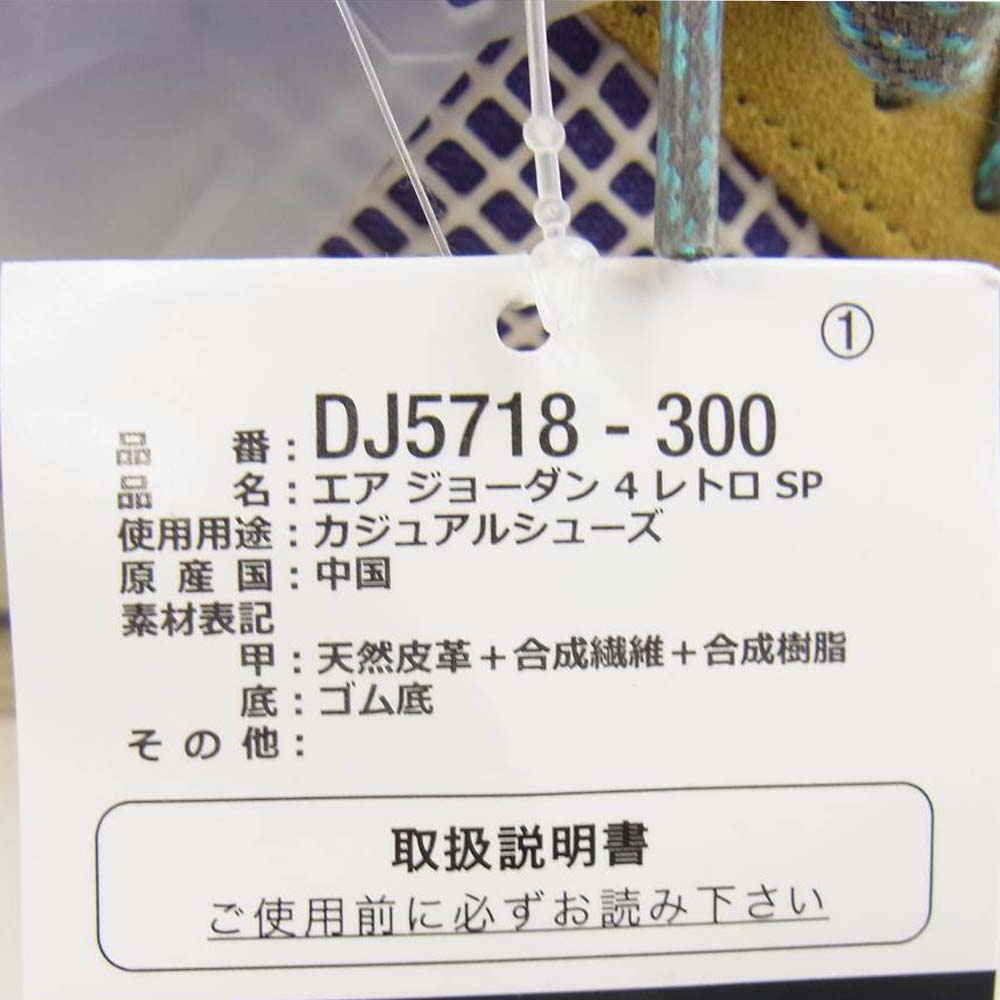 ①
品番：DJ5718 - 300
品名：エア ジョーダン 4 レトロ SP
使用用途：カジュアルシューズ
原産国：中国
素材表記
甲：天然皮革＋合成繊維＋合成樹脂
底：ゴム底
その他：
取扱説明書
ご使用前に必ずお読み下さい